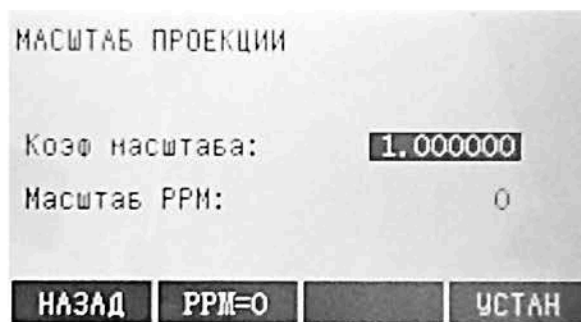 МАСШТАБ ПРОЕКЦИИ
Коэф масштаба: 1.000000
Масштаб PPM: 0
НАЗАД PPM=0 УСТАН